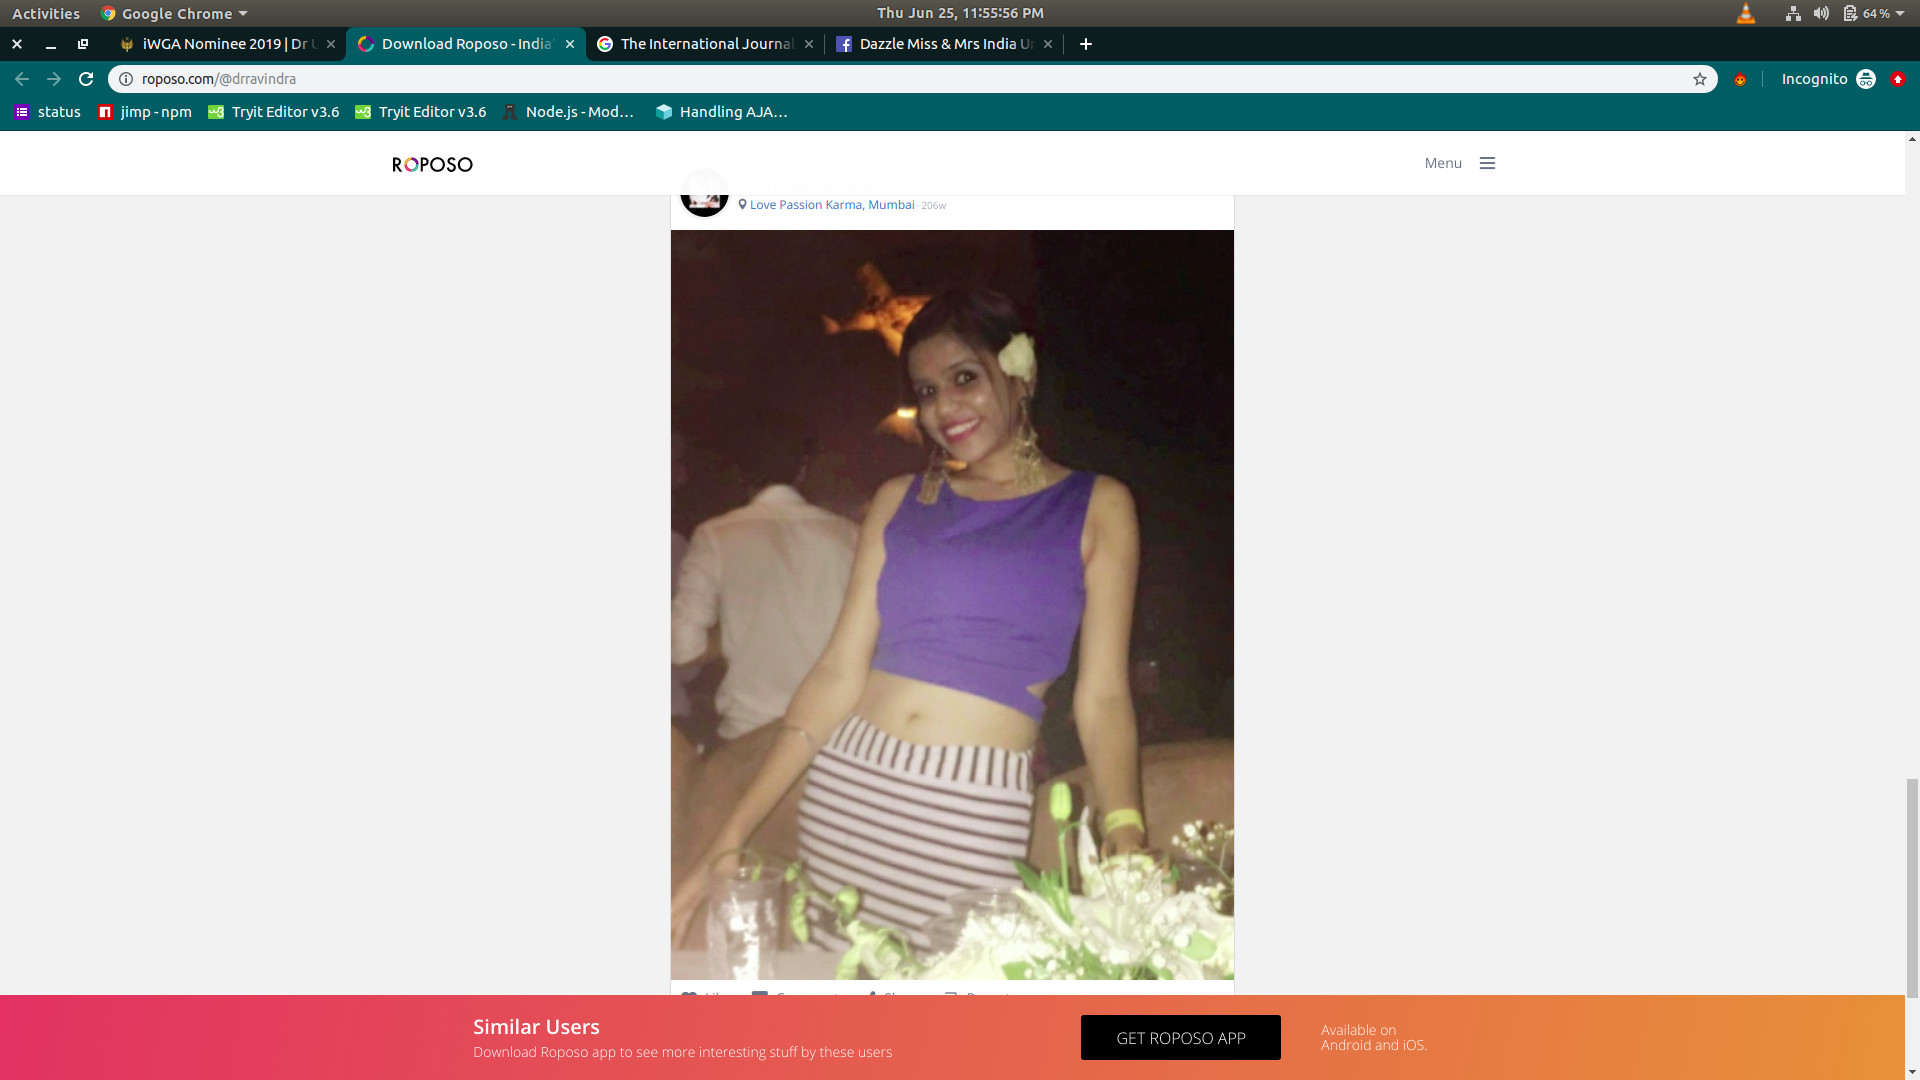 Activities
Google Chrome
Thu Jun 25, 11:55:56 PM
64 %
iWGA Nominee 2019 | Dr U
Download Roposo - India'
The International Journal
Dazzle Miss & Mrs India Un
roposo.com/@drravindra
Incognito
status
jimp - npm
Tryit Editor v3.6
Tryit Editor v3.6
Node.js - Mod…
Handling AJA…
ROPOSO
Menu
Love Passion Karma, Mumbai · 206w
Similar Users
Download Roposo app to see more interesting stuff by these users
GET ROPOSO APP
Available on
Android and iOS.